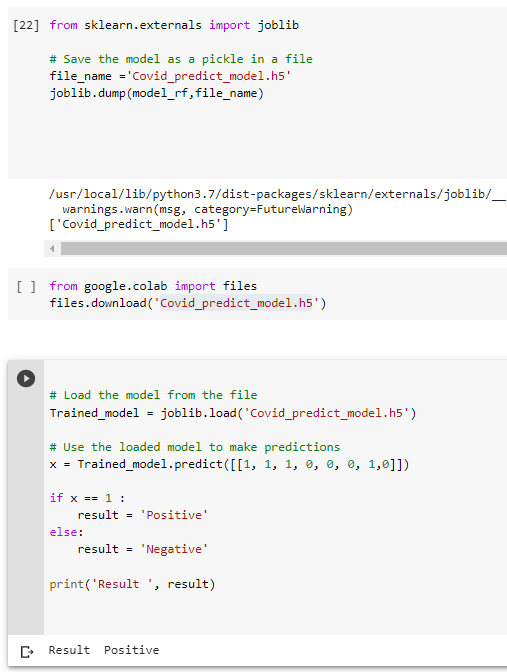 [22] from sklearn.externals import joblib
# Save the model as a pickle in a file
file_name ='Covid_predict_model.h5'
joblib.dump(model_rf,file_name)
/usr/local/lib/python3.7/dist-packages/sklearn/externals/joblib/__
warnings.warn(msg, category=FutureWarning)
['Covid_predict_model.h5']
[ ] from google.colab import files
files.download('Covid_predict_model.h5')
# Load the model from the file
Trained_model = joblib.load('Covid_predict_model.h5')
# Use the loaded model to make predictions
x = Trained_model.predict([[1, 1, 1, 0, 0, 0, 1,0]])
if x == 1 :
result = 'Positive'
else:
result = 'Negative'
print('Result ', result)
Result  Positive